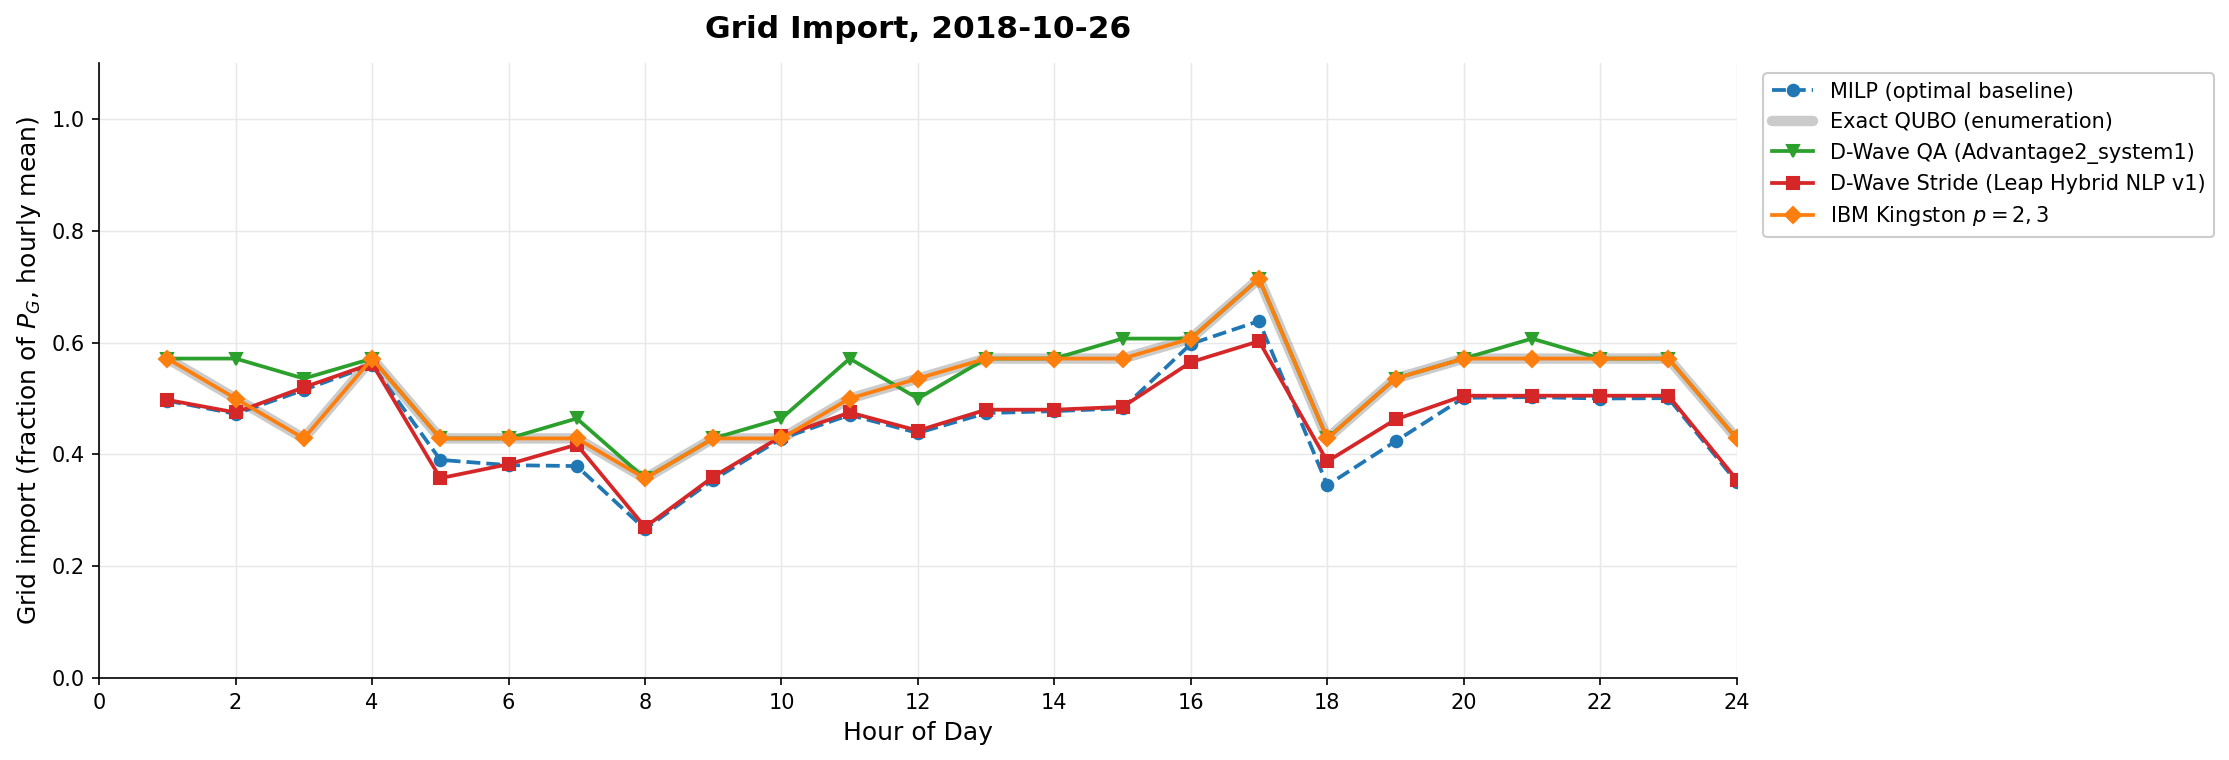 Grid Import, 2018-10-26
Grid import (fraction of $P_G$, hourly mean)
1.0
0.8
0.6
0.4
0.2
0.0
0 2 4 6 8 10 12 14 16 18 20 22 24
Hour of Day
MILP (optimal baseline)
Exact QUBO (enumeration)
D-Wave QA (Advantage2_system1)
D-Wave Stride (Leap Hybrid NLP v1)
IBM Kingston $p = 2, 3$